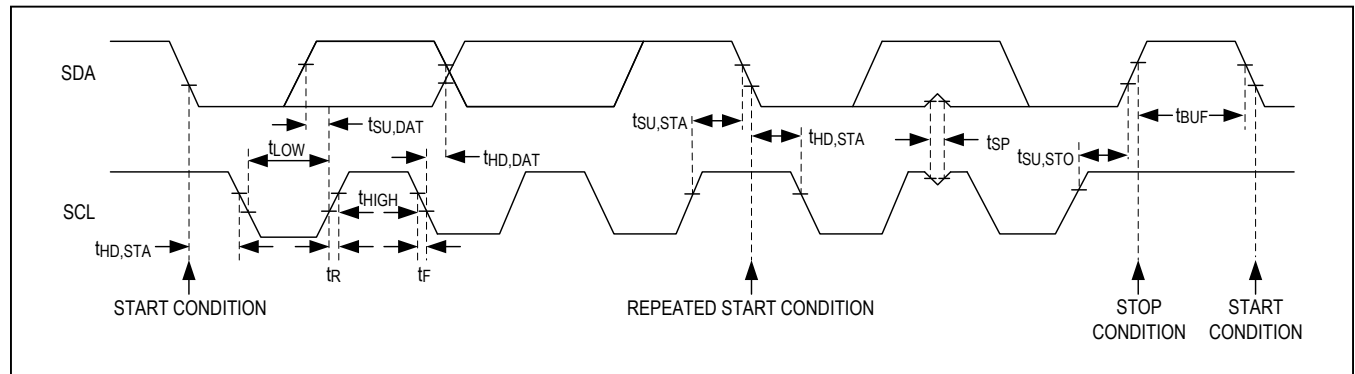 SDA
tSU,DAT
tSU,STA
tHD,STA
tSP
tBUF
tLOW
tHD,DAT
tSU,STO
SCL
tHIGH
tHD,STA
tR
tF
START CONDITION
REPEATED START CONDITION
STOP
CONDITION
START
CONDITION